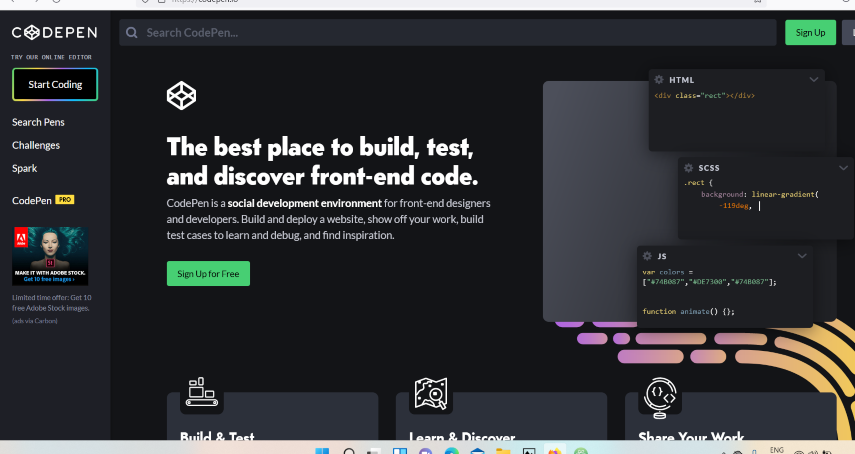 https://codepen.io
CODEPEN
Search CodePen...
Sign Up
TRY OUR ONLINE EDITOR
Start Coding
Search Pens
Challenges
Spark
CodePen PRO
Adobe
MAKE IT WITH ADOBE STOCK.
Get 10 free images ›
Limited time offer: Get 10
free Adobe Stock images.
(ads via Carbon)
The best place to build, test,
and discover front-end code.
CodePen is a social development environment for front-end designers
and developers. Build and deploy a website, show off your work, build
test cases to learn and debug, and find inspiration.
Sign Up for Free
HTML
<div class="rect"></div>
SCSS
.rect {
background: linear-gradient(
-119deg,
JS
var colors =
["#74B087","#DE7300","#74B087"];
function animate() {};
Build & Test
Learn & Discover
Share Your Work
ENG